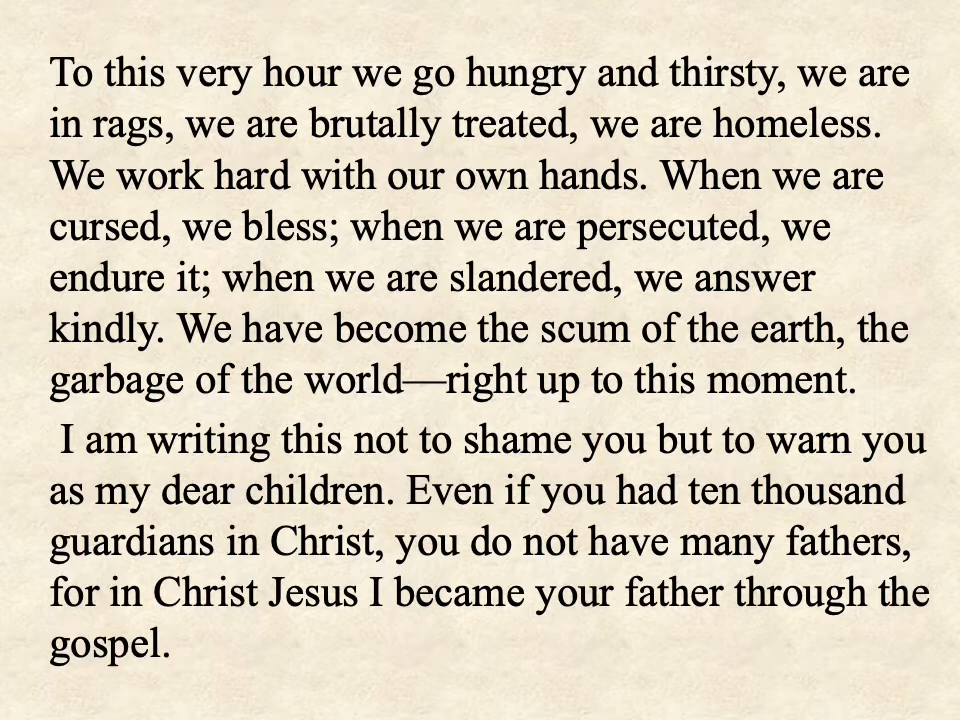 To this very hour we go hungry and thirsty, we are
in rags, we are brutally treated, we are homeless.
We work hard with our own hands. When we are
cursed, we bless; when we are persecuted, we
endure it; when we are slandered, we answer
kindly. We have become the scum of the earth, the
garbage of the world—right up to this moment.
I am writing this not to shame you but to warn you
as my dear children. Even if you had ten thousand
guardians in Christ, you do not have many fathers,
for in Christ Jesus I became your father through the
gospel.